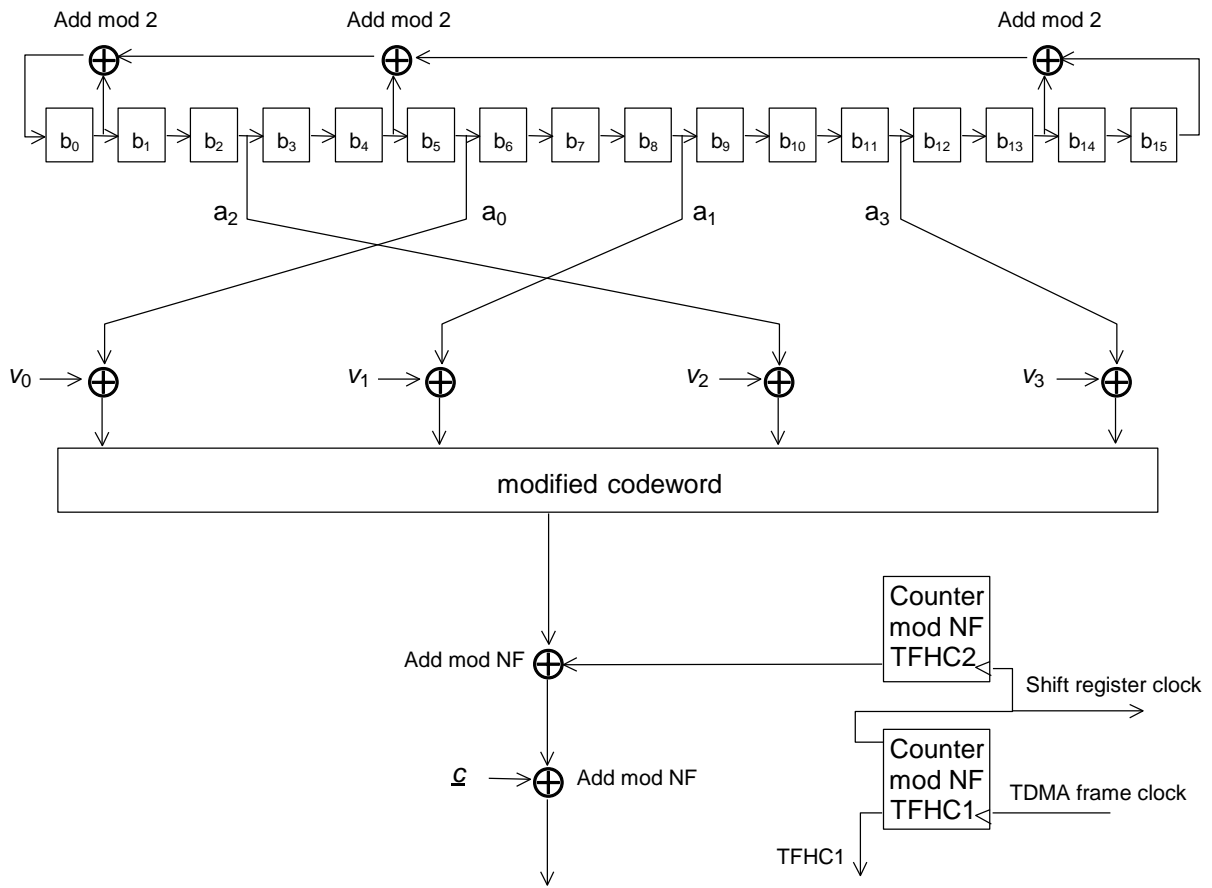 Add mod 2 Add mod 2 Add mod 2
b0 b1 b2 b3 b4 b5 b6 b7 b8 b9 b10 b11 b12 b13 b14 b15
a2 a0 a1 a3
v0 v1 v2 v3
modified codeword
Counter
mod NF
TFHC2
Add mod NF
Shift register clock
Counter
mod NF
TFHC1
c Add mod NF
TDMA frame clock
TFHC1